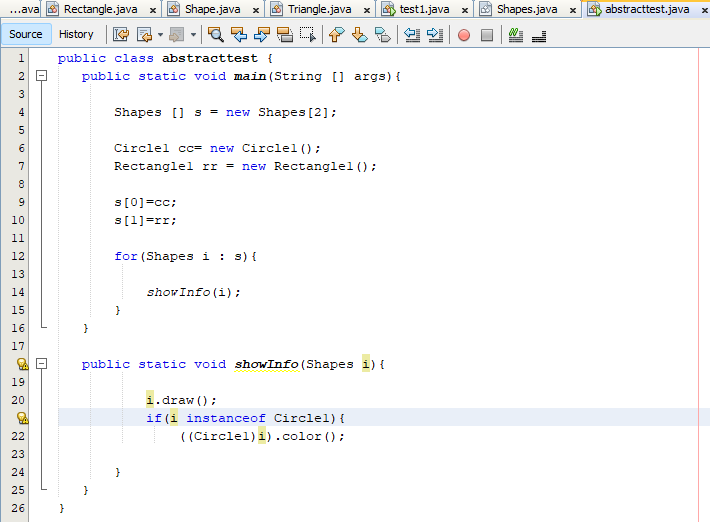 ...ava Rectangle.java Shape.java Triangle.java test1.java Shapes.java abstracttest.java
Source History
1 public class abstracttest {
2 public static void main(String [] args){
3
4 Shapes [] s = new Shapes[2];
5
6 Circle1 cc= new Circle1();
7 Rectangle1 rr = new Rectangle1();
8
9 s[0]=cc;
10 s[1]=rr;
11
12 for(Shapes i : s){
13
14 showInfo(i);
15 }
16 }
17
public static void showInfo(Shapes i){
19
20 i.draw();
if(i instanceof Circle1){
22 ((Circle1)i).color();
23
24 }
25 }
26 }